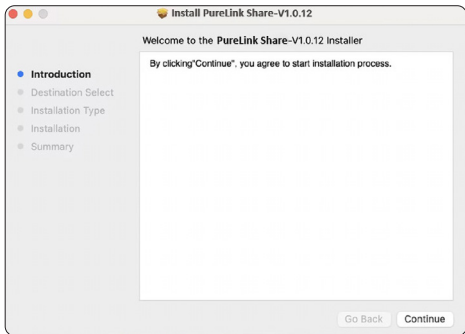 Install PureLink Share-V1.0.12
Welcome to the PureLink Share-V1.0.12 Installer
By clicking"Continue", you agree to start installation process.
Introduction
Destination Select
Installation Type
Installation
Summary
Go Back
Continue